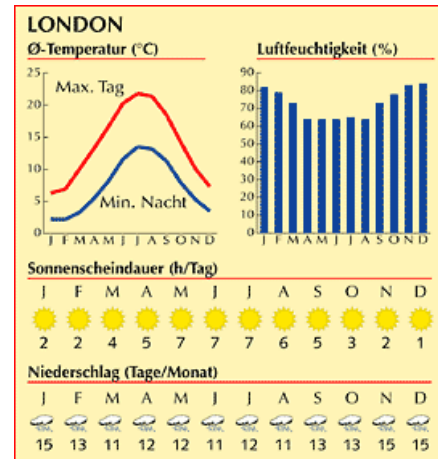 LONDON
Ø-Temperatur (°C)
25
20
15
10
5
0
Max. Tag
Min. Nacht
J F M A M J J A S O N D
Luftfeuchtigkeit (%)
90
80
70
60
50
40
30
20
10
0
J F M A M J J A S O N D
Sonnenscheindauer (h/Tag)
J F M A M J J A S O N D
2 2 4 5 7 7 7 6 5 3 2 1
Niederschlag (Tage/Monat)
J F M A M J J A S O N D
15 13 11 12 12 11 12 11 13 13 15 15